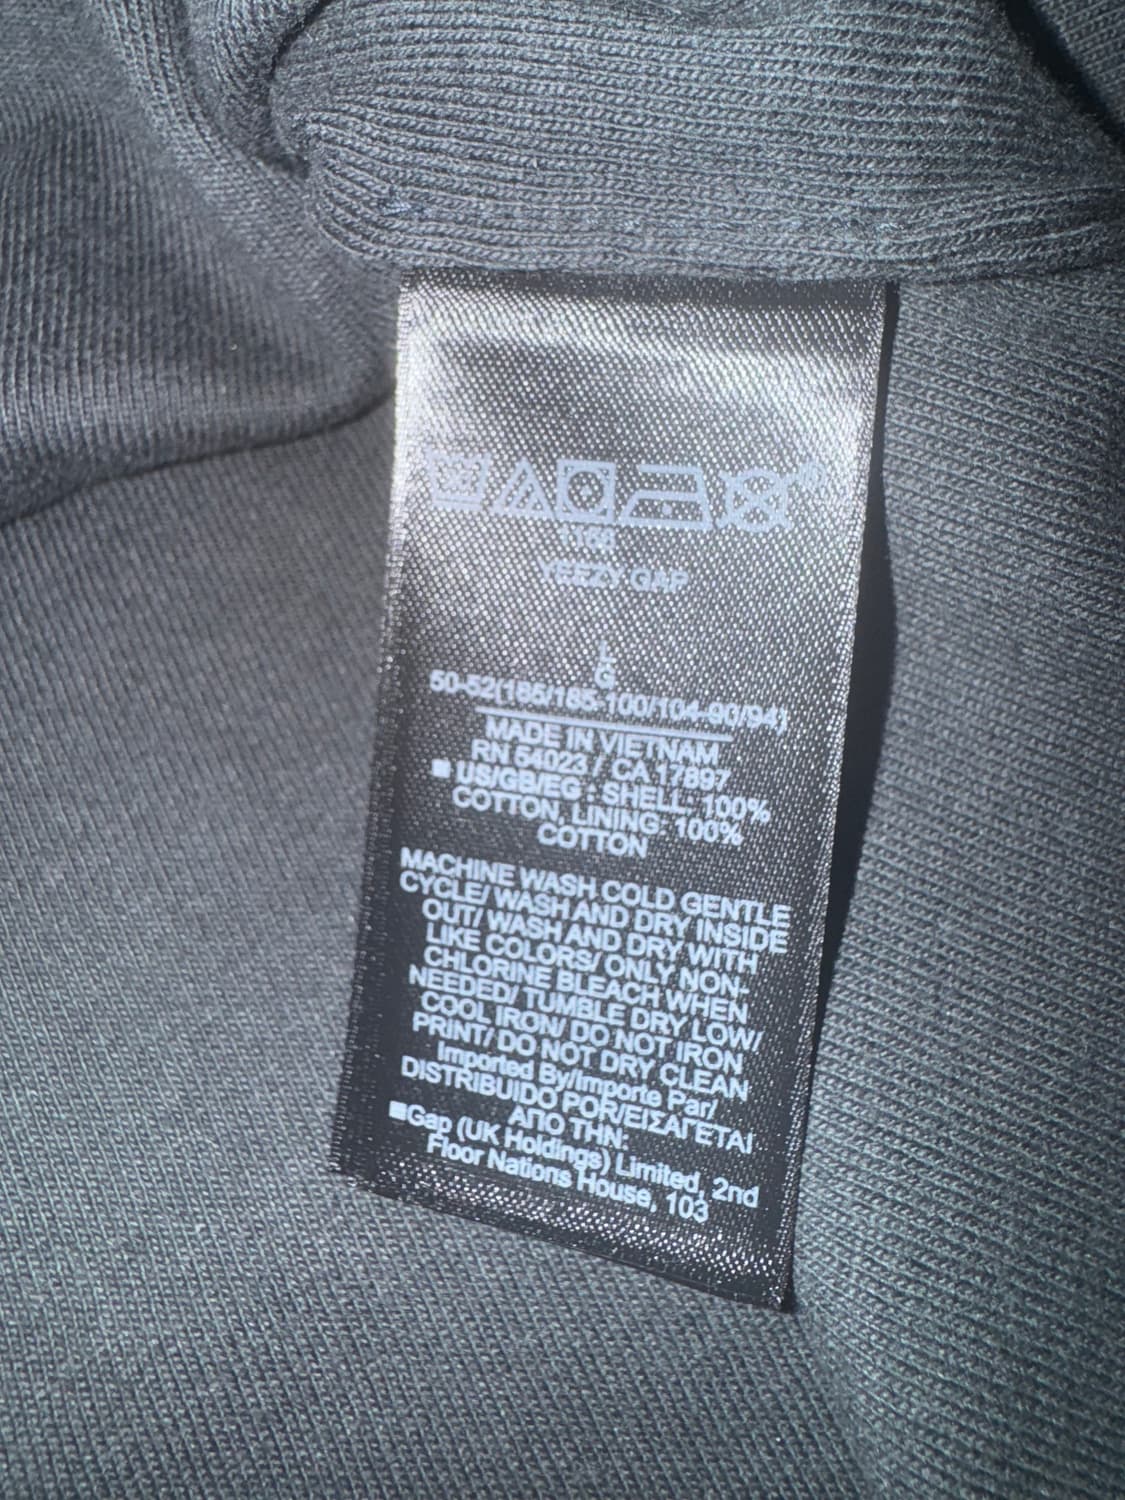 YEEZY GAP
L
G
50-52(165/185-100/104-90/94)
MADE IN VIETNAM
RN 54023 / CA 17897
■ US/GB/EG : SHELL: 100%
COTTON, LINING: 100%
COTTON
MACHINE WASH COLD GENTLE
CYCLE/ WASH AND DRY INSIDE
OUT/ WASH AND DRY WITH
LIKE COLORS/ ONLY NON-
CHLORINE BLEACH WHEN
NEEDED/ TUMBLE DRY LOW/
COOL IRON/ DO NOT IRON
PRINT/ DO NOT DRY CLEAN
Imported By/Importe Par/
DISTRIBUIDO POR/ΕΙΣΑΓΕΤΑΙ
ΑΠΟ ΤΗΝ:
■Gap (UK Holdings) Limited, 2nd
Floor Nations House, 103